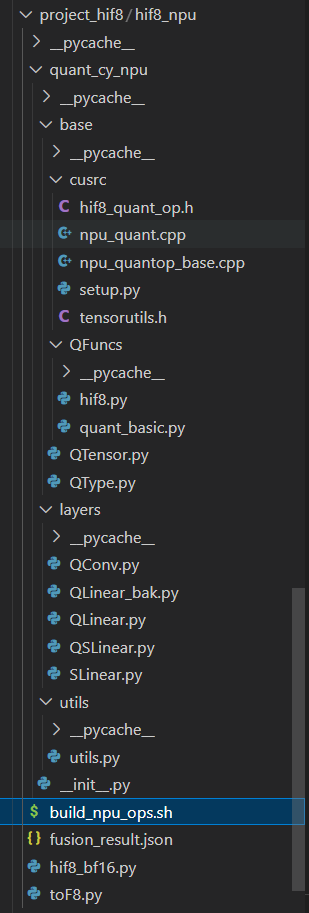 project_hif8 / hif8_npu
__pycache__
quant_cy_npu
__pycache__
base
__pycache__
cusrc
C hif8_quant_op.h
C++ npu_quant.cpp
C++ npu_quantop_base.cpp
setup.py
C tensorutils.h
QFuncs
__pycache__
hif8.py
quant_basic.py
QTensor.py
QType.py
layers
__pycache__
QConv.py
QLinear_bak.py
QLinear.py
QSLinear.py
SLinear.py
utils
__pycache__
utils.py
__init__.py
$ build_npu_ops.sh
{} fusion_result.json
hif8_bf16.py
toF8.py